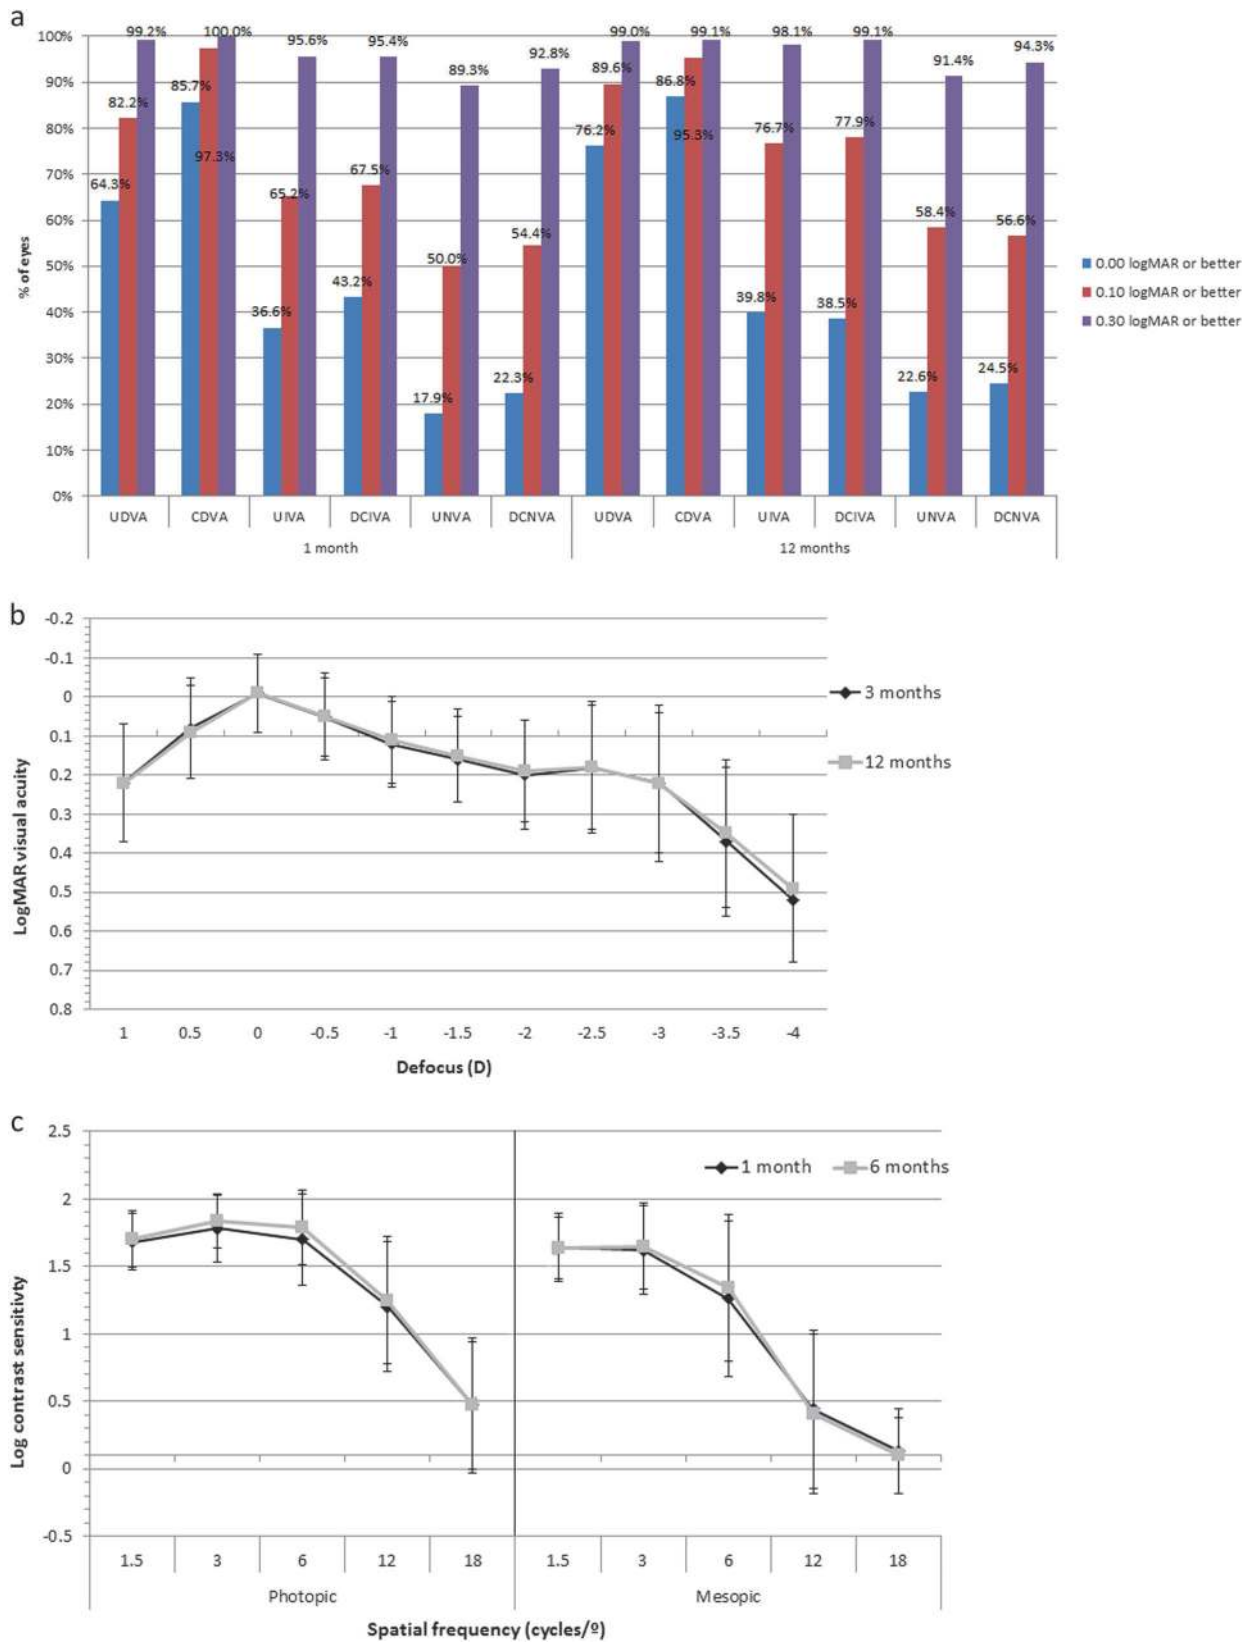 a
99.2% 100.0% 95.6% 95.4% 89.3% 92.8% 99.0% 99.1% 98.1% 99.1% 91.4% 94.3%
82.2% 97.3% 65.2% 67.5% 50.0% 54.4% 89.6% 95.3% 76.7% 77.9% 58.4% 56.6%
64.3% 85.7% 36.6% 43.2% 17.9% 22.3% 76.2% 86.8% 39.8% 38.5% 22.6% 24.5%
100%
90%
80%
70%
60%
50%
40%
30%
20%
10%
0%
% of eyes
0.00 logMAR or better
0.10 logMAR or better
0.30 logMAR or better
UDVA CDVA UIVA DCIVA UNVA DCNVA UDVA CDVA UIVA DCIVA UNVA DCNVA
1 month 12 months
b
-0.2
-0.1
0
0.1
0.2
0.3
0.4
0.5
0.6
0.7
0.8
LogMAR visual acuity
3 months
12 months
1 0.5 0 -0.5 -1 -1.5 -2 -2.5 -3 -3.5 -4
Defocus (D)
c
2.5
2
1.5
1
0.5
0
-0.5
Log contrast sensitivty
1 month 6 months
1.5 3 6 12 18 1.5 3 6 12 18
Photopic Mesopic
Spatial frequency (cycles/º)